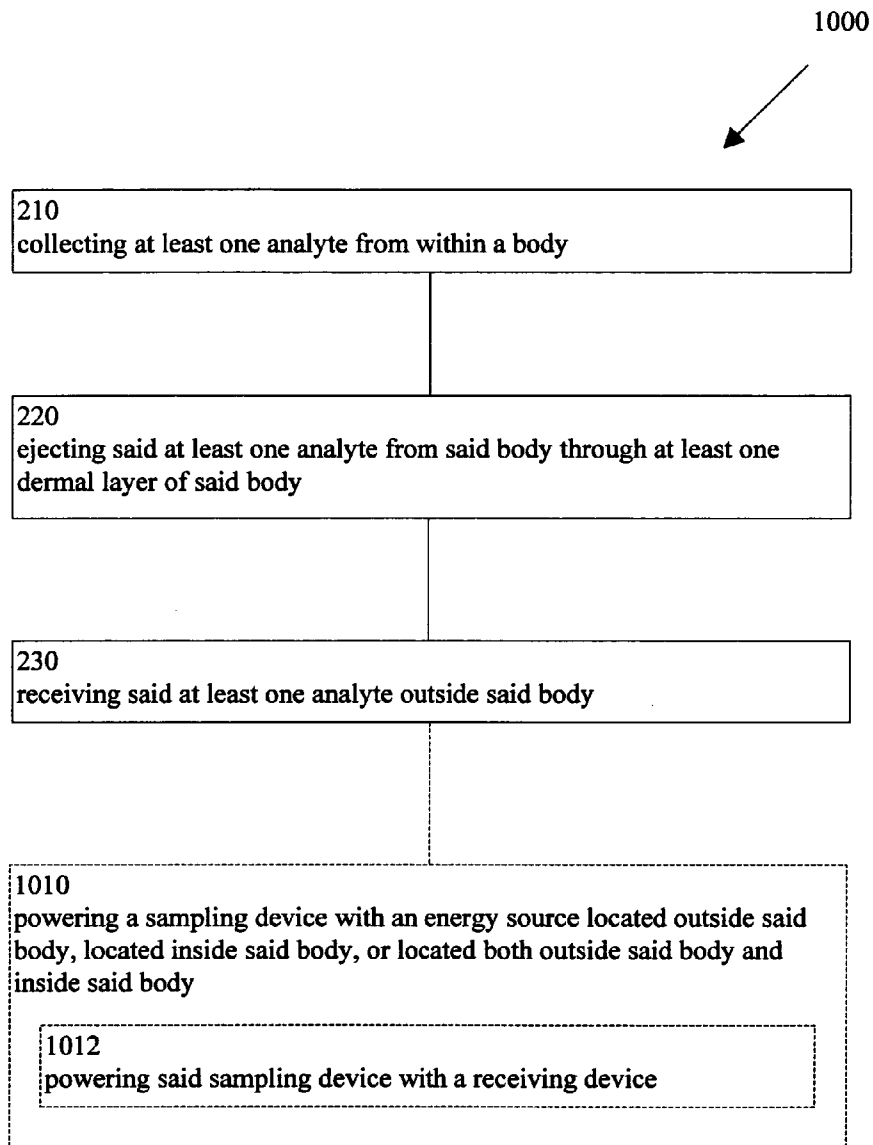 1000
210
collecting at least one analyte from within a body
220
ejecting said at least one analyte from said body through at least one
dermal layer of said body
230
receiving said at least one analyte outside said body
1010
powering a sampling device with an energy source located outside said
body, located inside said body, or located both outside said body and
inside said body
1012
powering said sampling device with a receiving device